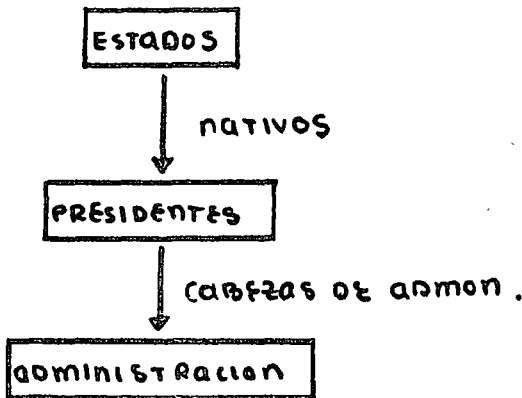 ESTADOS
NATIVOS
PRESIDENTES
CABEZAS DE ADMON.
ADMINISTRACION